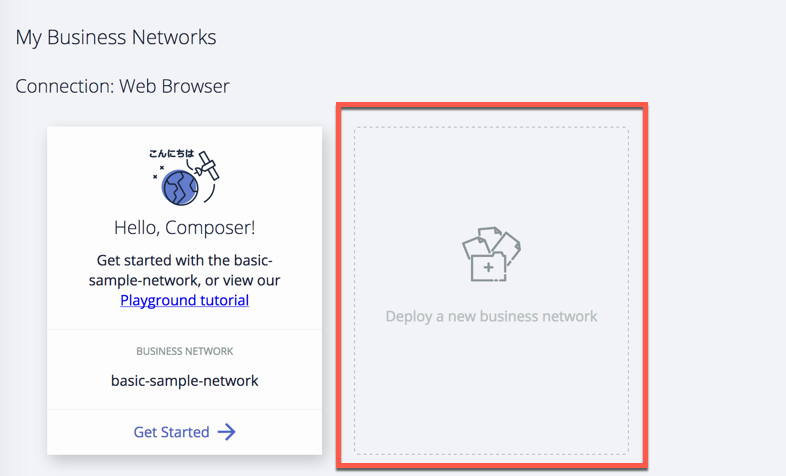 My Business Networks
Connection: Web Browser
こんにちは
Hello, Composer!
Get started with the basic-
sample-network, or view our
Playground tutorial
BUSINESS NETWORK
basic-sample-network
Get Started
Deploy a new business network